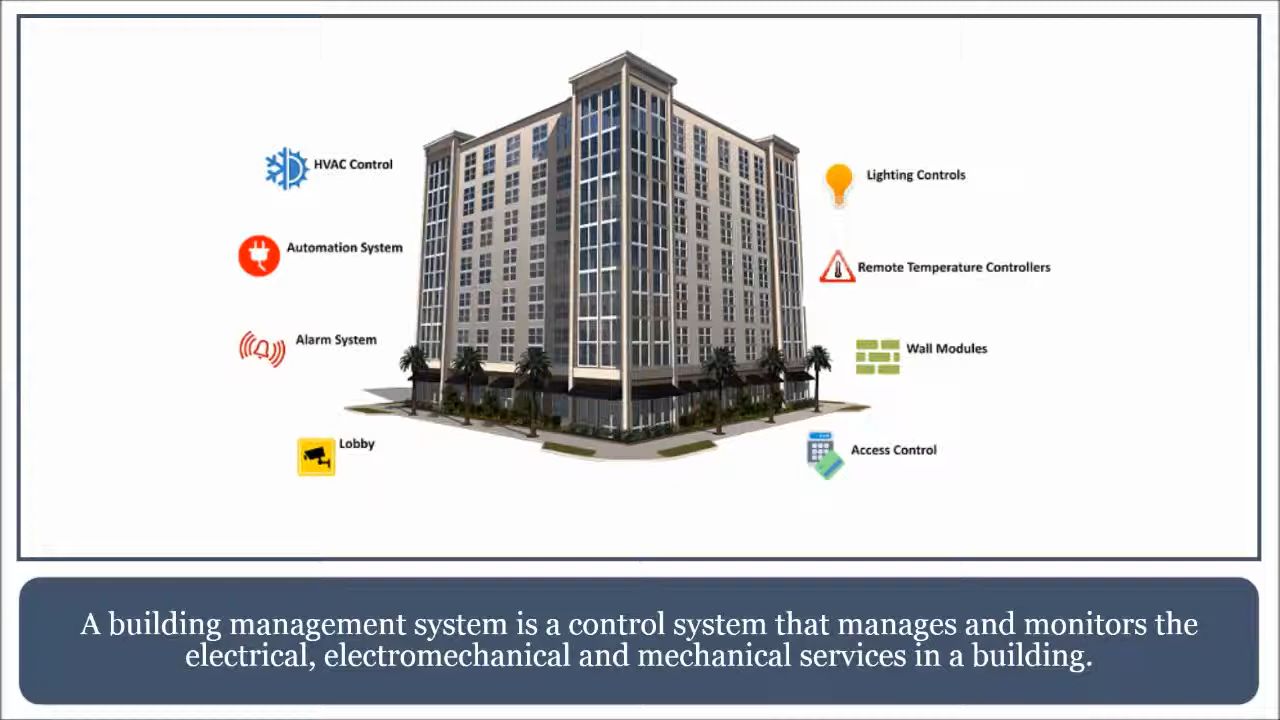 HVAC Control
Lighting Controls
Automation System
Remote Temperature Controllers
Alarm System
Wall Modules
Lobby
Access Control
A building management system is a control system that manages and monitors the
electrical, electromechanical and mechanical services in a building.